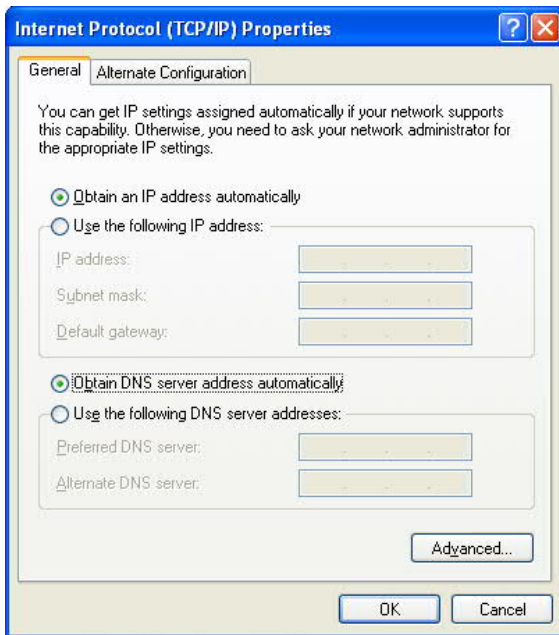 Internet Protocol (TCP/IP) Properties
General
Alternate Configuration
You can get IP settings assigned automatically if your network supports
this capability. Otherwise, you need to ask your network administrator for
the appropriate IP settings.
Obtain an IP address automatically
Use the following IP address:
IP address:
Subnet mask:
Default gateway:
Obtain DNS server address automatically
Use the following DNS server addresses:
Preferred DNS server:
Alternate DNS server:
Advanced...
OK
Cancel